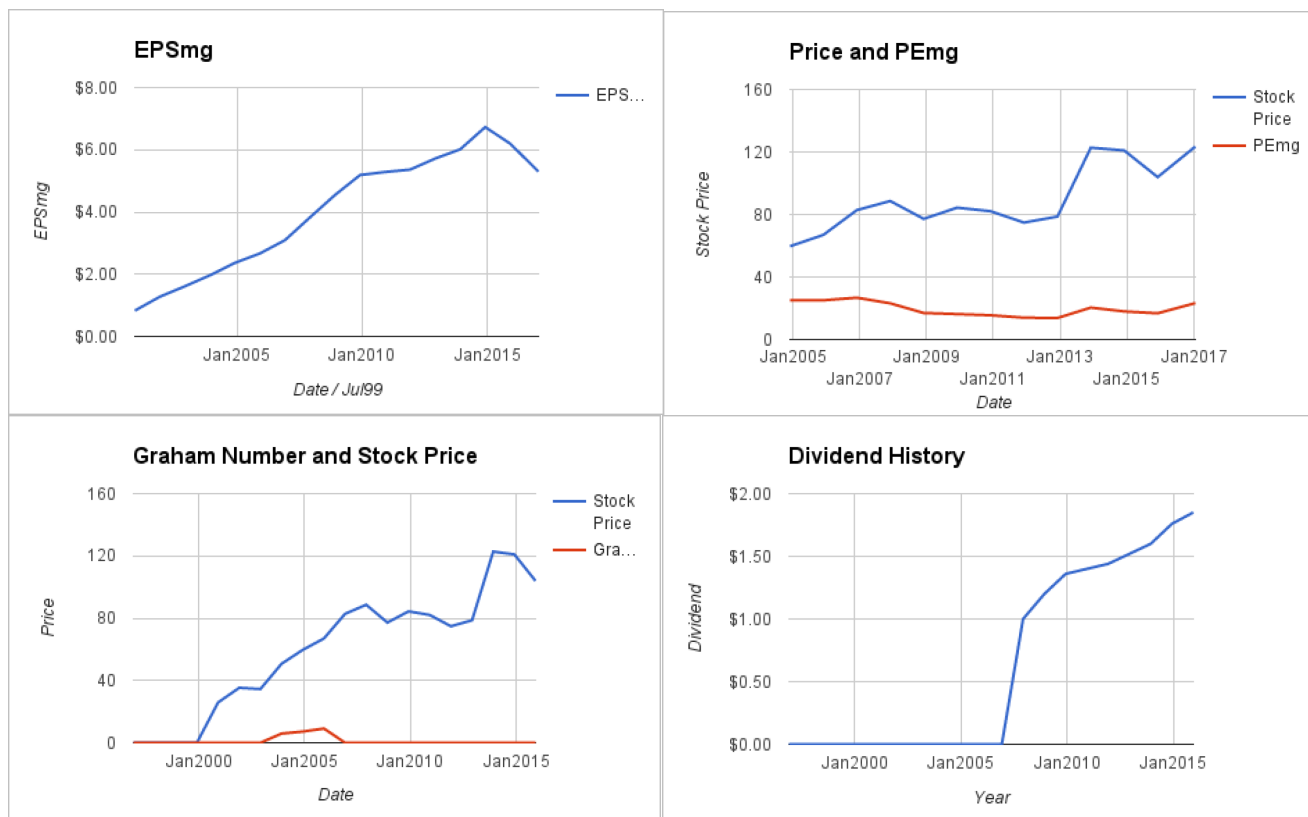 EPSmg
$8.00
EPS...
$6.00
$4.00
$2.00
$0.00
EPSmg
Jan2005
Jan2010
Jan2015
Date / Jul99
Price and PEmg
160
Stock
Price
PEmg
120
80
40
0
Stock Price
Jan2005
Jan2009
Jan2013
Jan2017
Jan2007
Jan2011
Jan2015
Date
Graham Number and Stock Price
160
Stock
Price
Gra...
120
80
40
0
Price
Jan2000
Jan2005
Jan2010
Jan2015
Date
Dividend History
$2.00
$1.50
$1.00
$0.50
$0.00
Dividend
Jan2000
Jan2005
Jan2010
Jan2015
Year